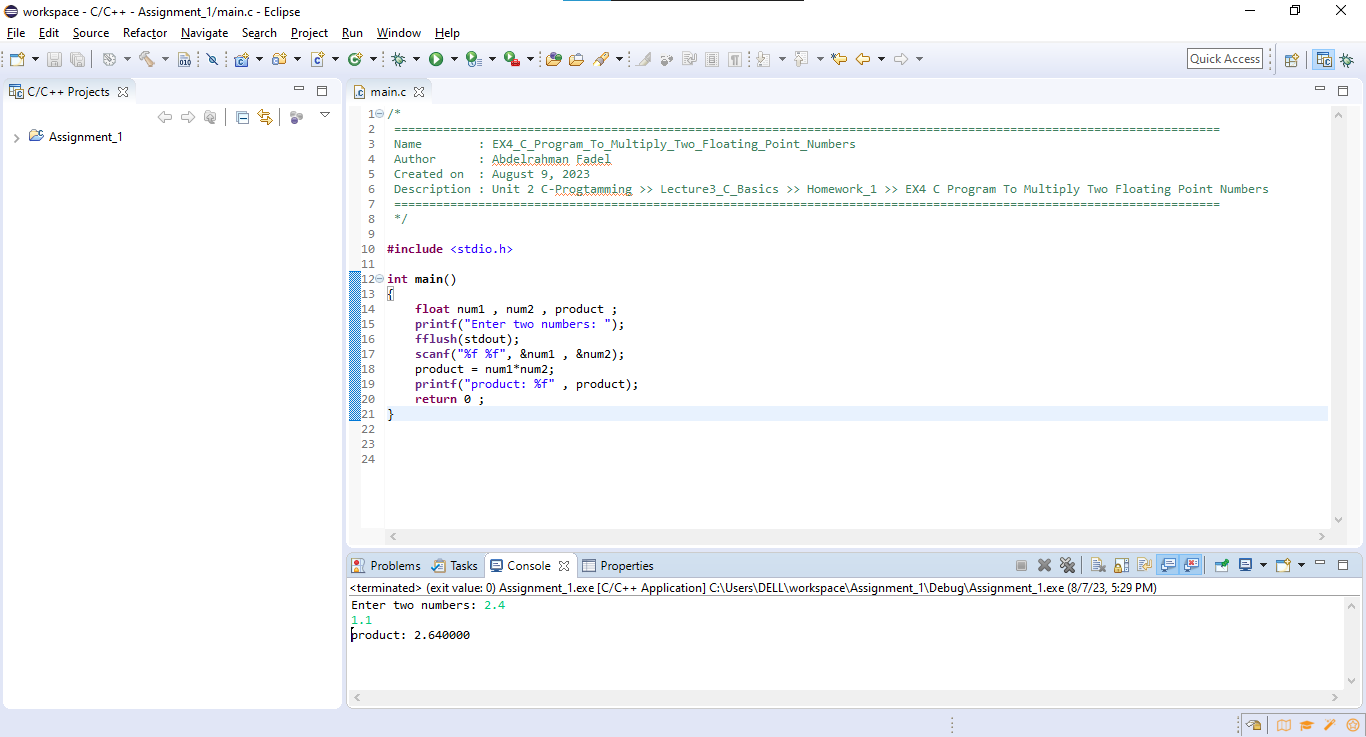 workspace - C/C++ - Assignment_1/main.c - Eclipse
File Edit Source Refactor Navigate Search Project Run Window Help
Quick Access
C/C++ Projects
main.c
Assignment_1
1 /*
2 ======================================================================================================================
3 Name : EX4_C_Program_To_Multiply_Two_Floating_Point_Numbers
4 Author : Abdelrahman Fadel
5 Created on : August 9, 2023
6 Description : Unit 2 C-Progtamming >> Lecture3_C_Basics >> Homework_1 >> EX4 C Program To Multiply Two Floating Point Numbers
7 ======================================================================================================================
8 */
9
10 #include <stdio.h>
11
12 int main()
13 {
14 float num1 , num2 , product ;
15 printf("Enter two numbers: ");
16 fflush(stdout);
17 scanf("%f %f", &num1 , &num2);
18 product = num1*num2;
19 printf("product: %f" , product);
20 return 0 ;
21 }
22
23
24
Problems Tasks Console Properties
<terminated> (exit value: 0) Assignment_1.exe [C/C++ Application] C:\Users\DELL\workspace\Assignment_1\Debug\Assignment_1.exe (8/7/23, 5:29 PM)
Enter two numbers: 2.4
1.1
product: 2.640000